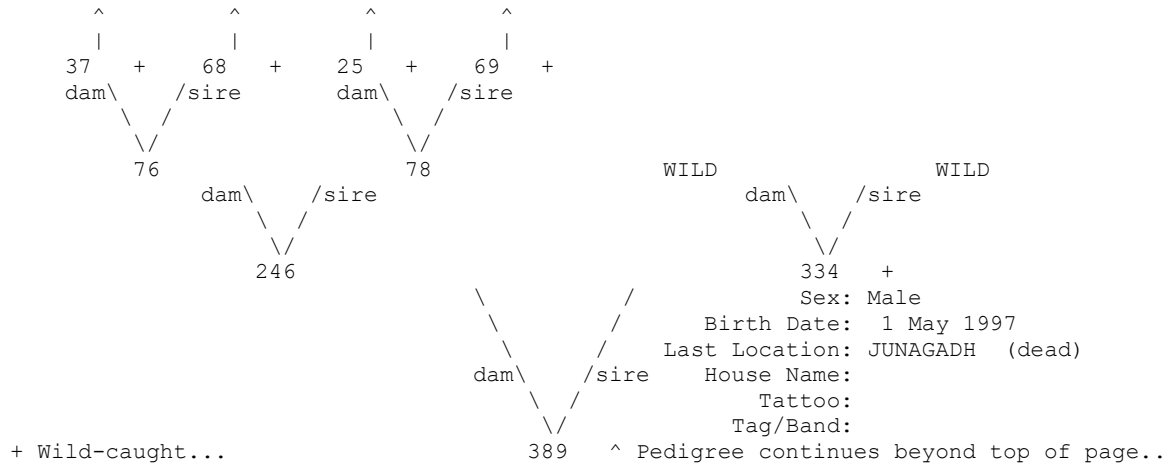 ^ ^ ^ ^
| | | |
37 + 68 + 25 + 69 +
dam\ /sire dam\ /sire
\ / \ /
\/ \/
76 78 WILD WILD
dam\ /sire dam\ /sire
\ / \ /
\/ \/
246 334 +
\ / Sex: Male
\ / Birth Date: 1 May 1997
\ / Last Location: JUNAGADH (dead)
dam\ /sire House Name:
\ / Tattoo:
\/ Tag/Band:
+ Wild-caught... 389 ^ Pedigree continues beyond top of page..